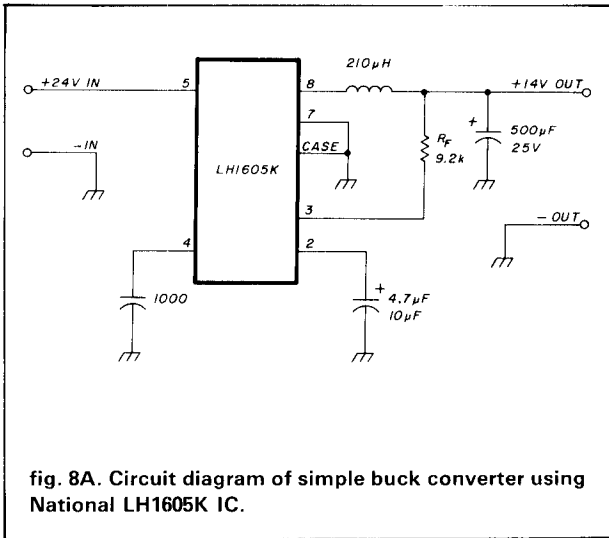 210µH
+24V IN
5
8
+14V OUT
7
+
500µF
25V
RF
9.2k
CASE
- IN
LH1605K
3
- OUT
4
2
1000
+
4.7µF
10µF
fig. 8A. Circuit diagram of simple buck converter using
National LH1605K IC.